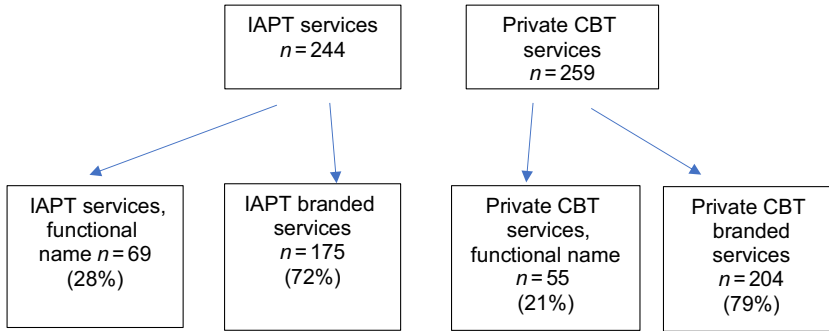 IAPT services
n = 244
Private CBT
services
n = 259
IAPT services,
functional
name n = 69
(28%)
IAPT branded
services
n = 175
(72%)
Private CBT
services,
functional name
n = 55
(21%)
Private CBT
branded
services
n = 204
(79%)